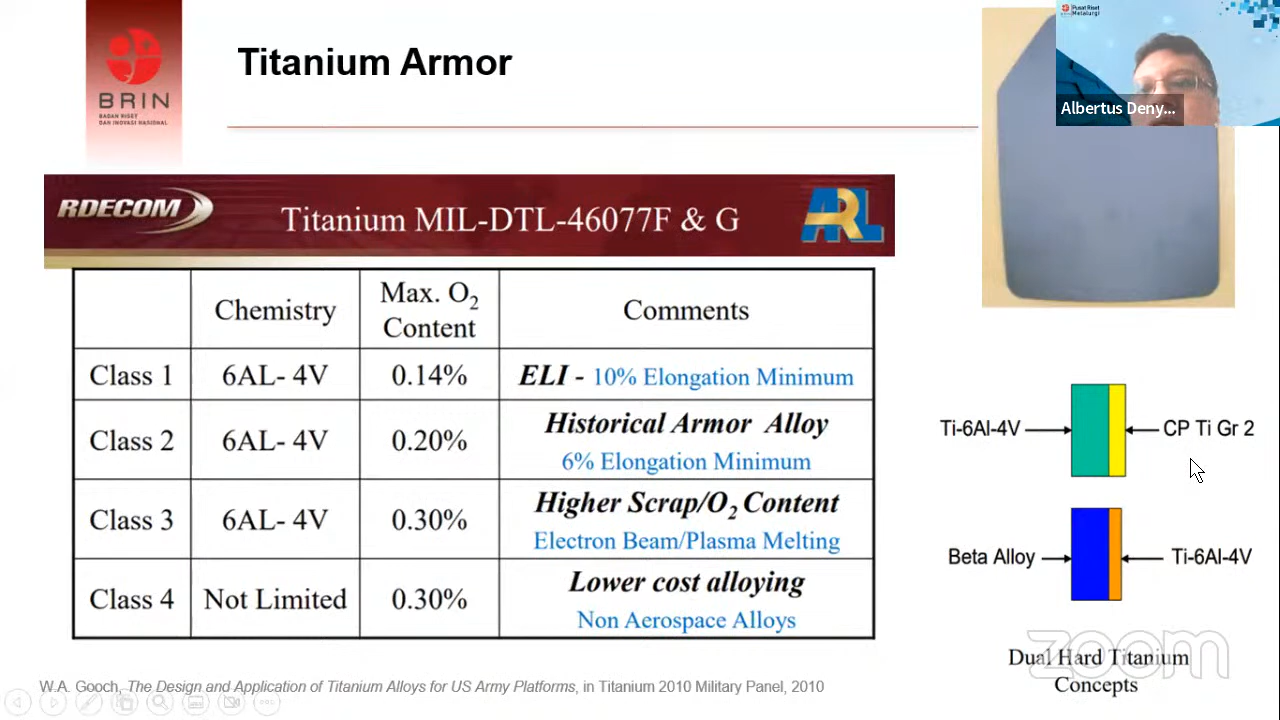 Titanium Armor
BRIN
BADAN RISET
DAN INOVASI NASIONAL
Pusat Riset
Metalurgi
Albertus Deny...
RDECOM
Titanium MIL-DTL-46077F & G
ARL
Chemistry
Max. O2
Content
Comments
Class 1
6AL- 4V
0.14%
ELI - 10% Elongation Minimum
Class 2
6AL- 4V
0.20%
Historical Armor Alloy
6% Elongation Minimum
Class 3
6AL- 4V
0.30%
Higher Scrap/O2 Content
Electron Beam/Plasma Melting
Class 4
Not Limited
0.30%
Lower cost alloying
Non Aerospace Alloys
Ti-6Al-4V
CP Ti Gr 2
Beta Alloy
Ti-6Al-4V
zoom
Dual Hard Titanium
Concepts
W.A. Gooch, The Design and Application of Titanium Alloys for US Army Platforms, in Titanium 2010 Military Panel, 2010